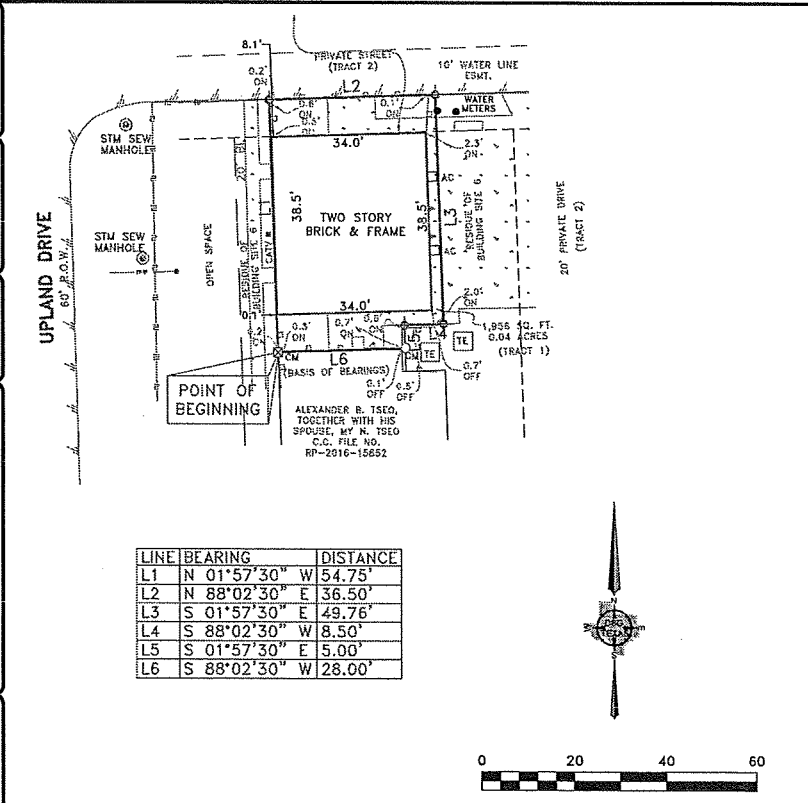 8.1'
PRIVATE STREET
(TRACT 2)
10' WATER LINE
ESMT.
0.2'
ON
L2
0.6'
ON
0.1'
ON
WATER
METERS
STM SEW
MANHOLE
0.5'
ON
34.0'
2.3'
ON
20' BL
AC
UPLAND DRIVE
60' R.O.W.
STM SEW
MANHOLE
OPEN SPACE
RESIDUE OF
BUILDING SITE 6
L1
CATV
38.5'
TWO STORY
BRICK & FRAME
38.5'
L3
AC
RESIDUE OF
BUILDING SITE 6,
20' PRIVATE DRIVE
(TRACT 2)
34.0'
2.0'
ON
0.3'
ON
0.7'
ON
L5
L4
TE
TE
1,956 SQ. FT.
0.04 ACRES
(TRACT 1)
CM
L6
CM
(BASIS OF BEARINGS)
0.7'
OFF
0.1'
OFF
0.5'
OFF
POINT OF
BEGINNING
ALEXANDER B. TSEO,
TOGETHER WITH HIS
SPOUSE, MY N. TSEO
C.C. FILE NO.
RP-2016-15652
LINE BEARING DISTANCE
L1 N 01°57'30" W 54.75'
L2 N 88°02'30" E 36.50'
L3 S 01°57'30" E 49.76'
L4 S 88°02'30" W 8.50'
L5 S 01°57'30" E 5.00'
L6 S 88°02'30" W 28.00'
N
S
0 20 40 60